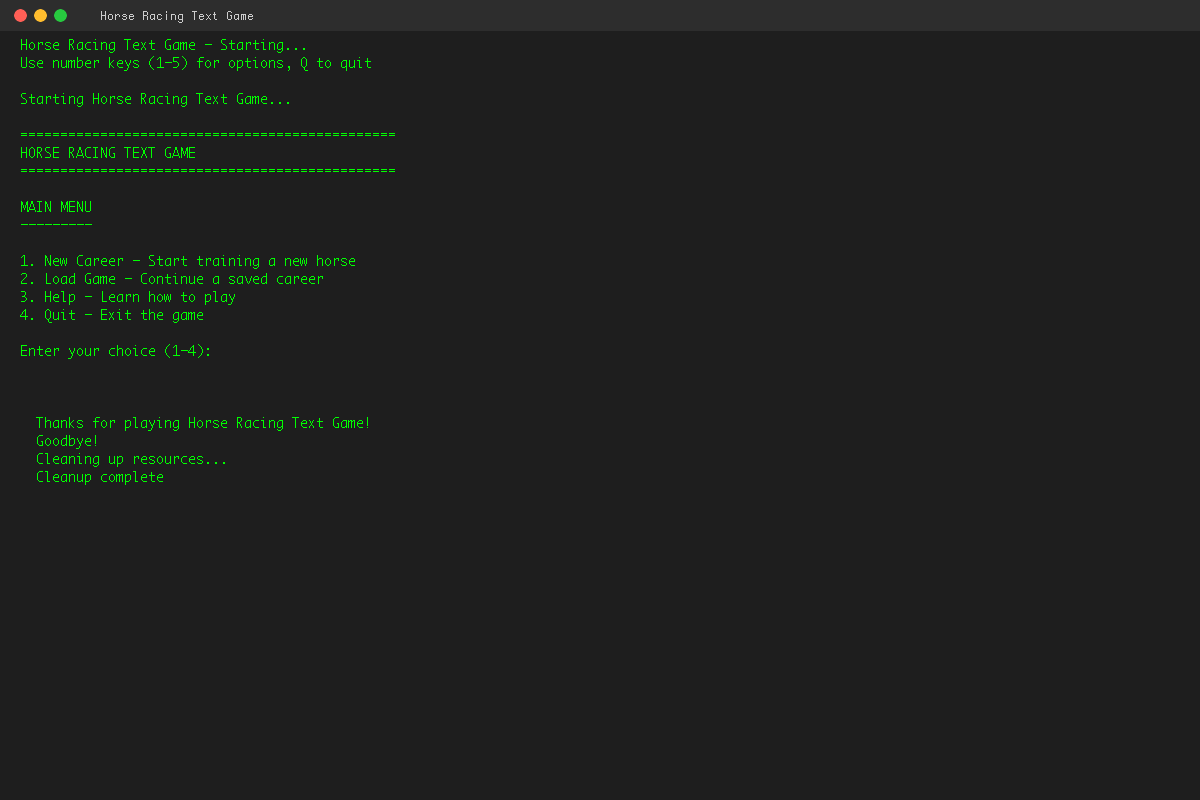 Horse Racing Text Game
Horse Racing Text Game - Starting...
Use number keys (1-5) for options, Q to quit
Starting Horse Racing Text Game...
===============================================
HORSE RACING TEXT GAME
===============================================
MAIN MENU
---------
1. New Career - Start training a new horse
2. Load Game - Continue a saved career
3. Help - Learn how to play
4. Quit - Exit the game
Enter your choice (1-4):
Thanks for playing Horse Racing Text Game!
Goodbye!
Cleaning up resources...
Cleanup complete